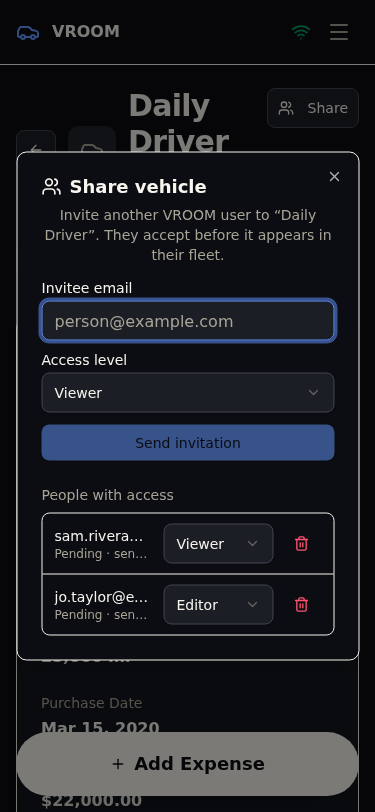 VROOM
Daily
Driver
Share
Share vehicle
Invite another VROOM user to “Daily
Driver”. They accept before it appears in
their fleet.
Invitee email
person@example.com
Access level
Viewer
Send invitation
People with access
sam.rivera...
Pending · sen...
Viewer
jo.taylor@e...
Pending · sen...
Editor
Purchase Date
Mar 15, 2020
+ Add Expense
$22,000.00